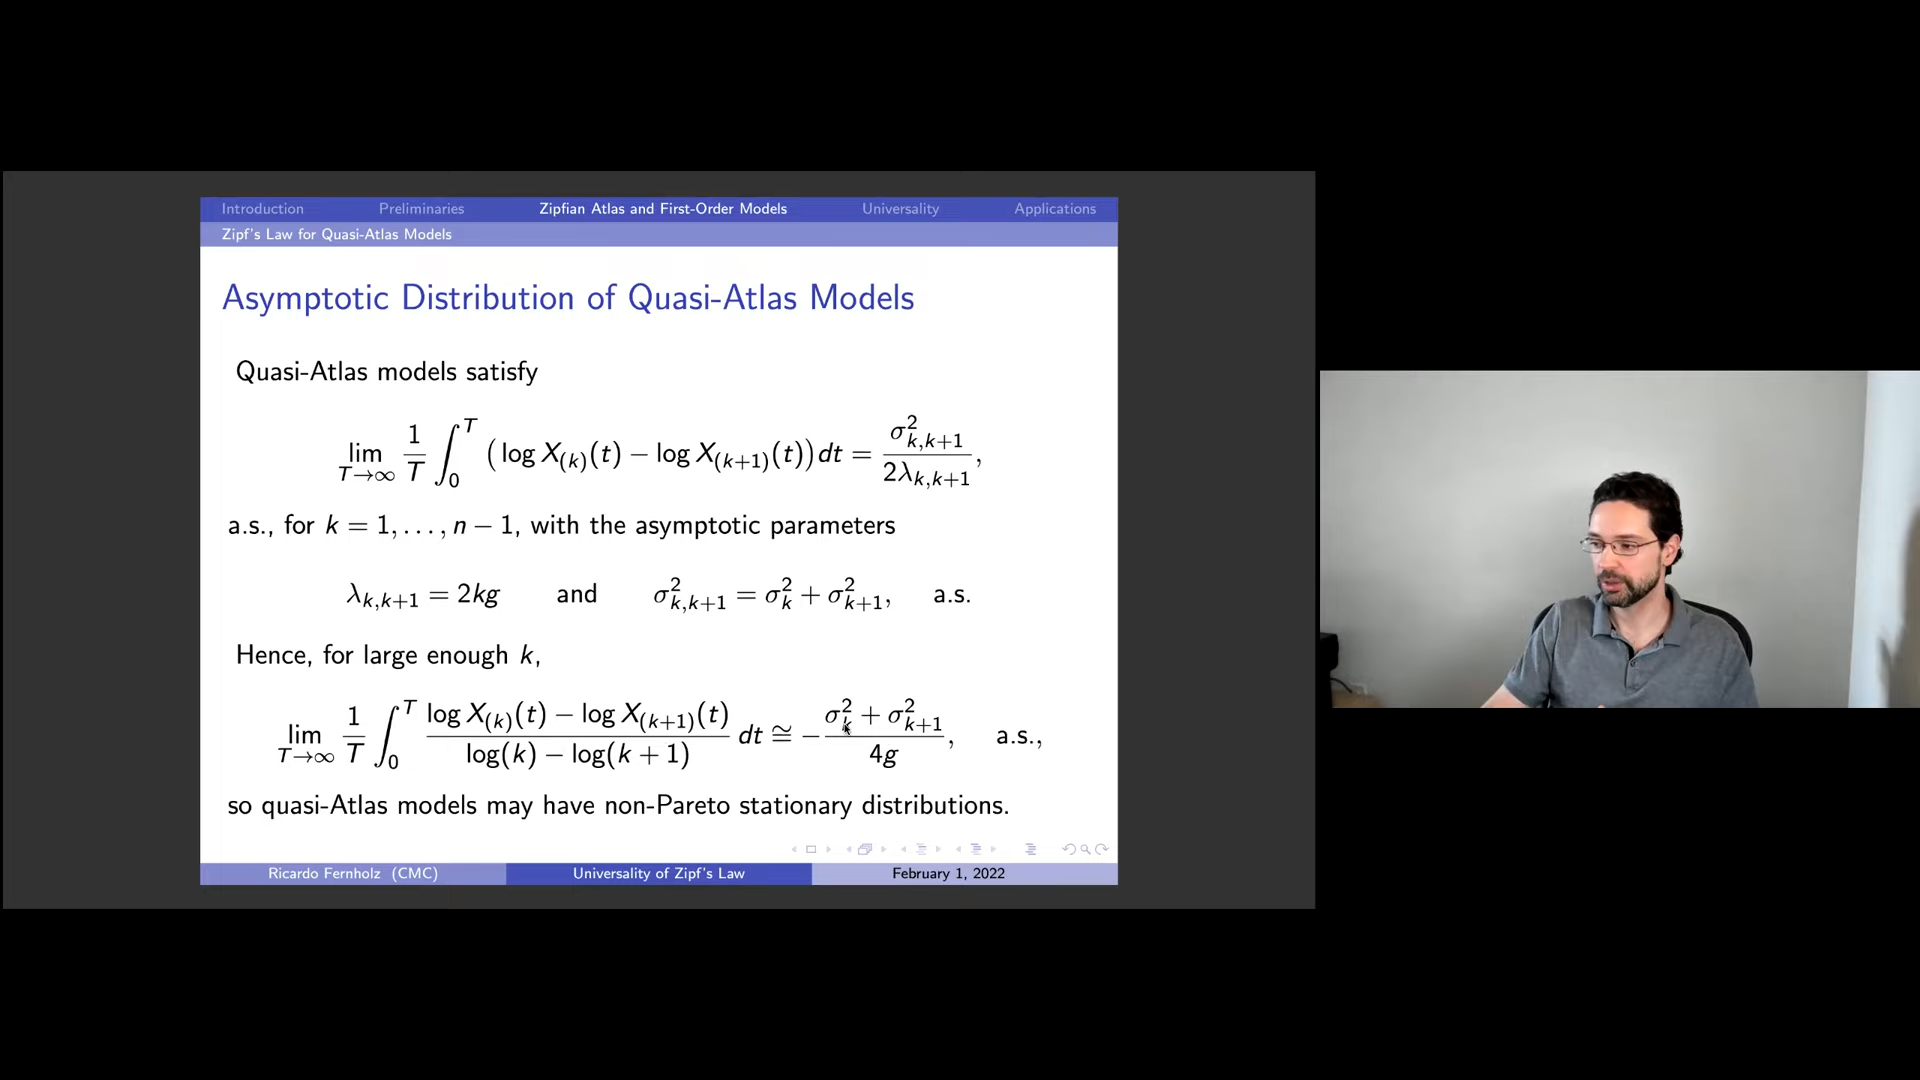 Introduction Preliminaries Zipfian Atlas and First-Order Models Universality Applications
Zipf's Law for Quasi-Atlas Models
Asymptotic Distribution of Quasi-Atlas Models
Quasi-Atlas models satisfy
lim_{T→∞} 1/T ∫_0^T (log X_{(k)}(t) − log X_{(k+1)}(t)) dt = σ²_{k,k+1} / 2λ_{k,k+1},
a.s., for k = 1, . . . , n − 1, with the asymptotic parameters
λ_{k,k+1} = 2kg and σ²_{k,k+1} = σ²_k + σ²_{k+1}, a.s.
Hence, for large enough k,
lim_{T→∞} 1/T ∫_0^T (log X_{(k)}(t) − log X_{(k+1)}(t)) / (log(k) − log(k + 1)) dt ≅ − (σ²_k + σ²_{k+1}) / 4g, a.s.,
so quasi-Atlas models may have non-Pareto stationary distributions.
Ricardo Fernholz (CMC) Universality of Zipf's Law February 1, 2022